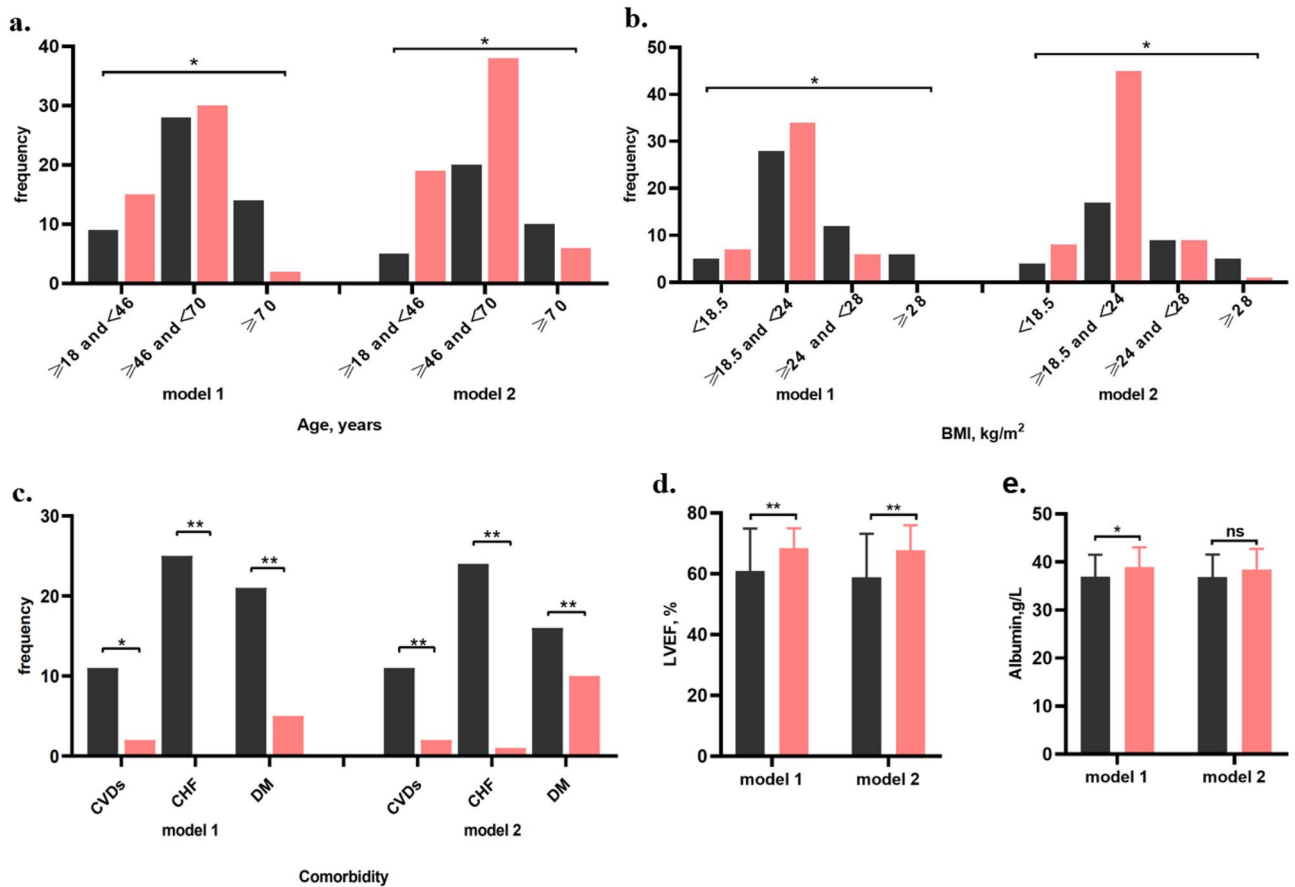 a.
frequency
40
30
20
10
0
*
*
⩾18 and <46
⩾46 and <70
⩾70
⩾18 and <46
⩾46 and <70
⩾70
model 1
model 2
Age, years
b.
frequency
50
40
30
20
10
0
*
*
<18.5
⩾18.5 and <24
⩾24 and <28
⩾28
<18.5
⩾18.5 and <24
⩾24 and <28
⩾28
model 1
model 2
BMI, kg/m²
c.
frequency
30
20
10
0
*
**
**
**
**
**
CVDs
CHF
DM
CVDs
CHF
DM
model 1
model 2
Comorbidity
d.
LVEF, %
80
60
40
20
0
**
**
model 1
model 2
e.
Albumin,g/L
50
40
30
20
10
0
*
ns
model 1
model 2